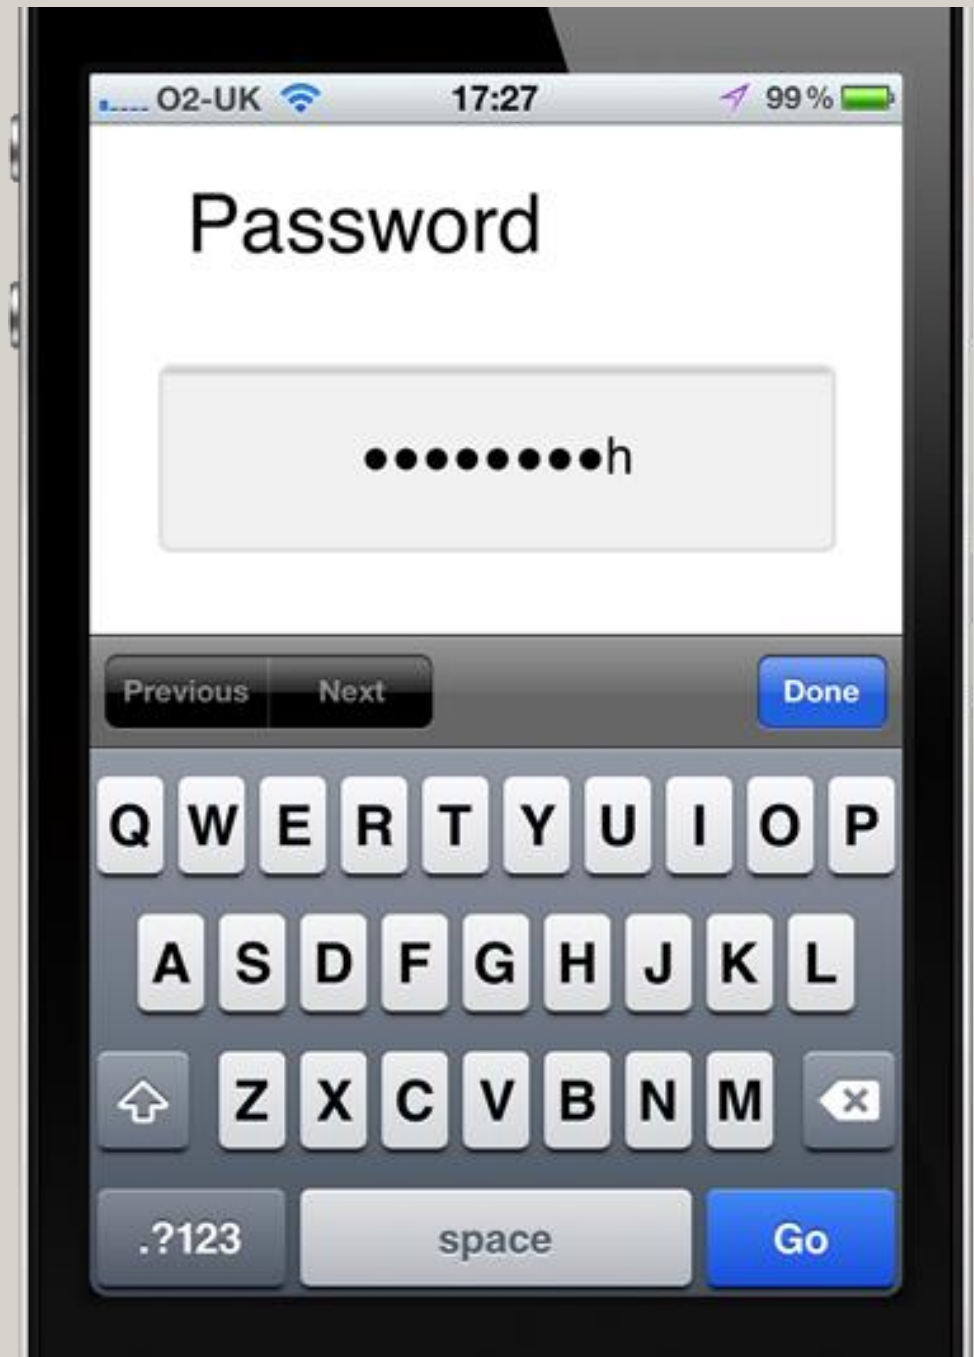 O2-UK 17:27 99%
Password
●●●●●●●●h
Previous Next Done
Q W E R T Y U I O P
A S D F G H J K L
Z X C V B N M
.?123 space Go